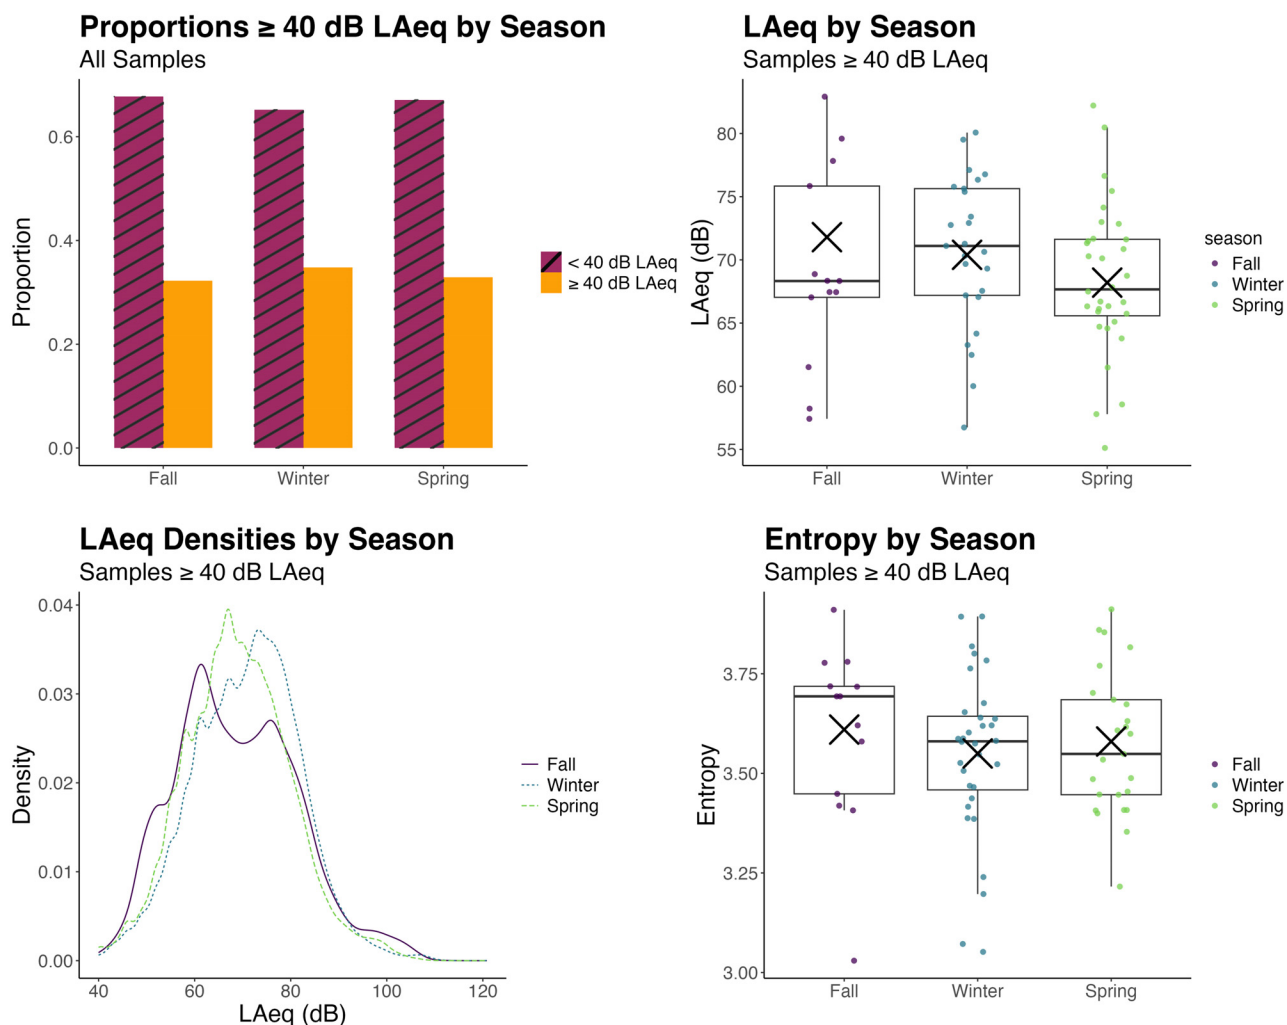 Proportions ≥ 40 dB LAeq by Season
All Samples
Proportion
0.6
0.4
0.2
0.0
Fall
Winter
Spring
< 40 dB LAeq
≥ 40 dB LAeq
LAeq by Season
Samples ≥ 40 dB LAeq
LAeq (dB)
80
75
70
65
60
55
Fall
Winter
Spring
season
Fall
Winter
Spring
LAeq Densities by Season
Samples ≥ 40 dB LAeq
Density
0.04
0.03
0.02
0.01
0.00
40
60
80
100
120
LAeq (dB)
Fall
Winter
Spring
Entropy by Season
Samples ≥ 40 dB LAeq
Entropy
3.75
3.50
3.25
3.00
Fall
Winter
Spring
Fall
Winter
Spring